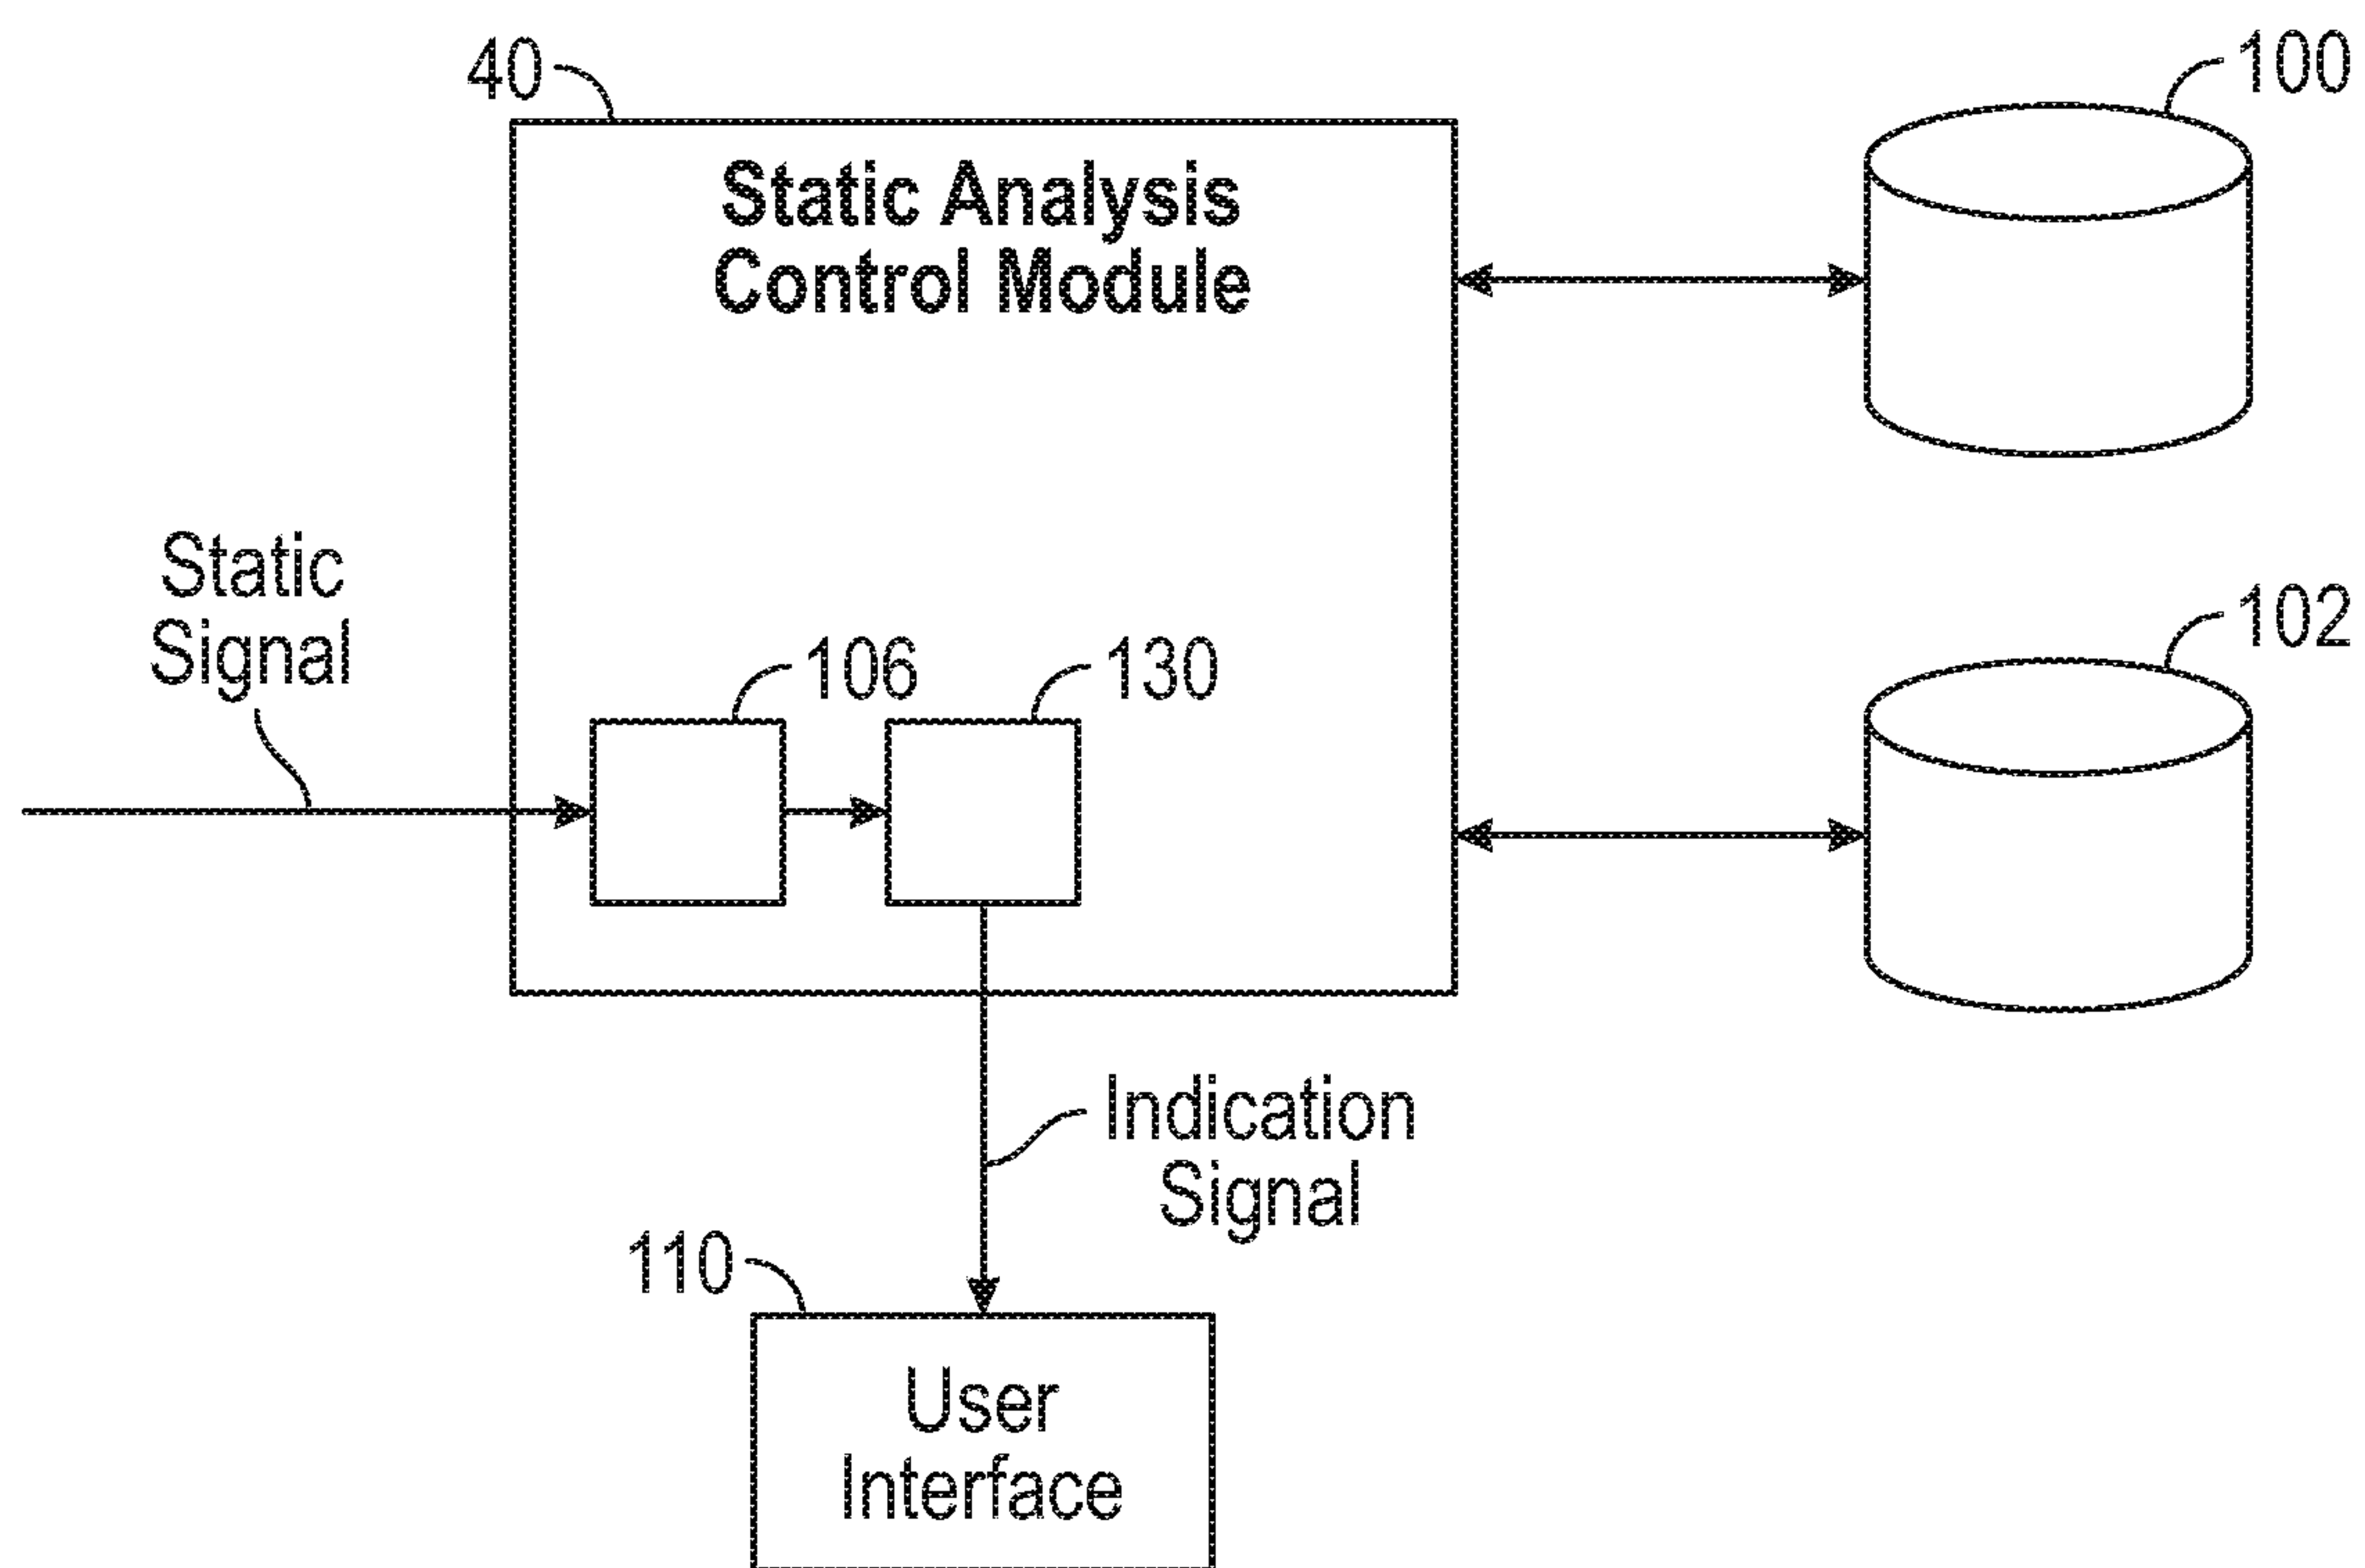 40
100
Static Analysis
Control Module
Static
Signal
106
130
102
Indication
Signal
110
User
Interface